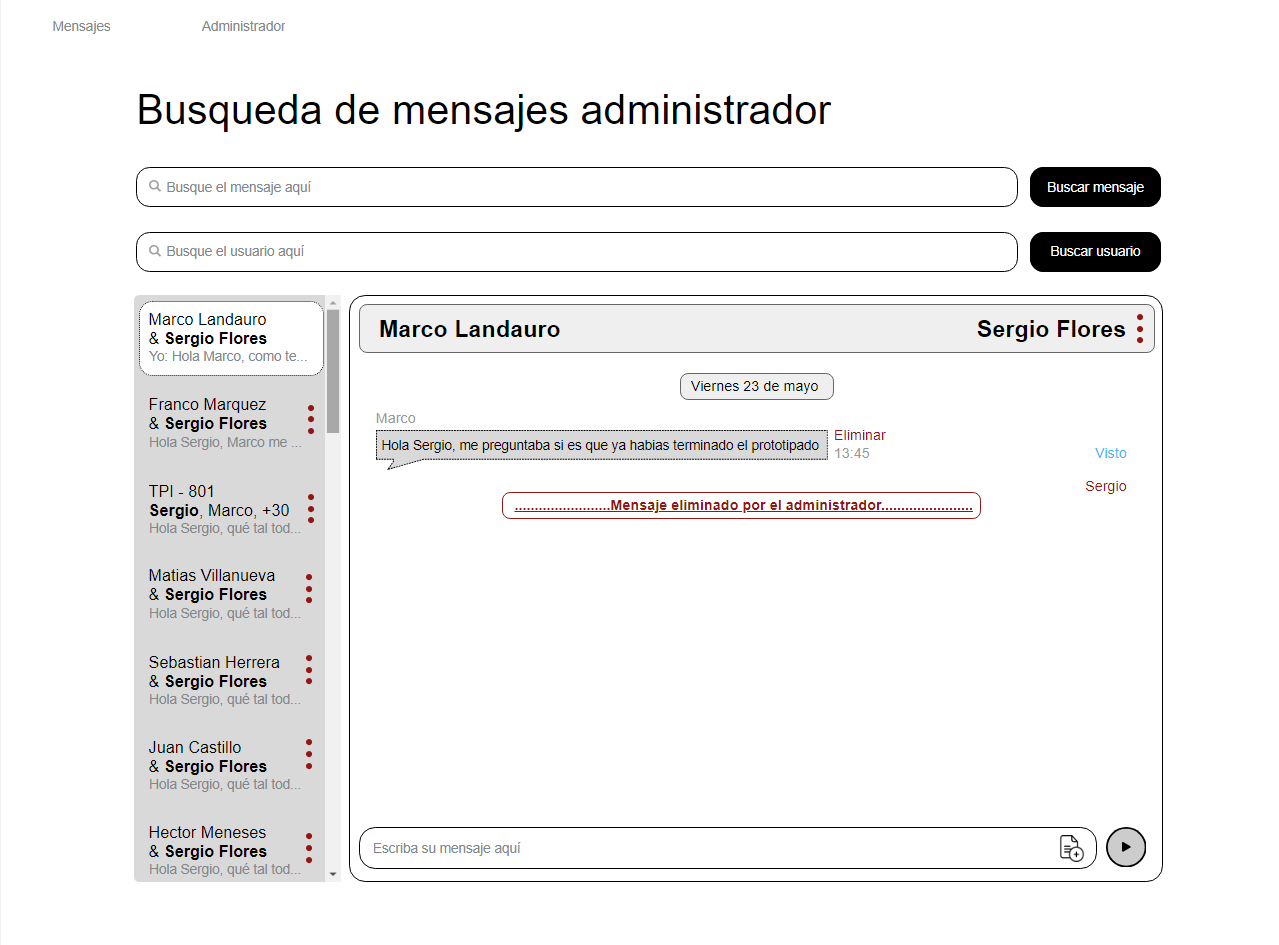 Mensajes Administrador
Busqueda de mensajes administrador
Busque el mensaje aquí
Buscar mensaje
Busque el usuario aquí
Buscar usuario
Marco Landauro
& Sergio Flores
Yo: Hola Marco, como te...
Franco Marquez
& Sergio Flores
Hola Sergio, Marco me ...
TPI - 801
Sergio, Marco, +30
Hola Sergio, qué tal tod...
Matias Villanueva
& Sergio Flores
Hola Sergio, qué tal tod...
Sebastian Herrera
& Sergio Flores
Hola Sergio, qué tal tod...
Juan Castillo
& Sergio Flores
Hola Sergio, qué tal tod...
Hector Meneses
& Sergio Flores
Hola Sergio, qué tal tod...
Marco Landauro
Sergio Flores
Viernes 23 de mayo
Marco
Hola Sergio, me preguntaba si es que ya habias terminado el prototipado
Eliminar
13:45
Visto
Sergio
........................Mensaje eliminado por el administrador.......................
Escriba su mensaje aquí